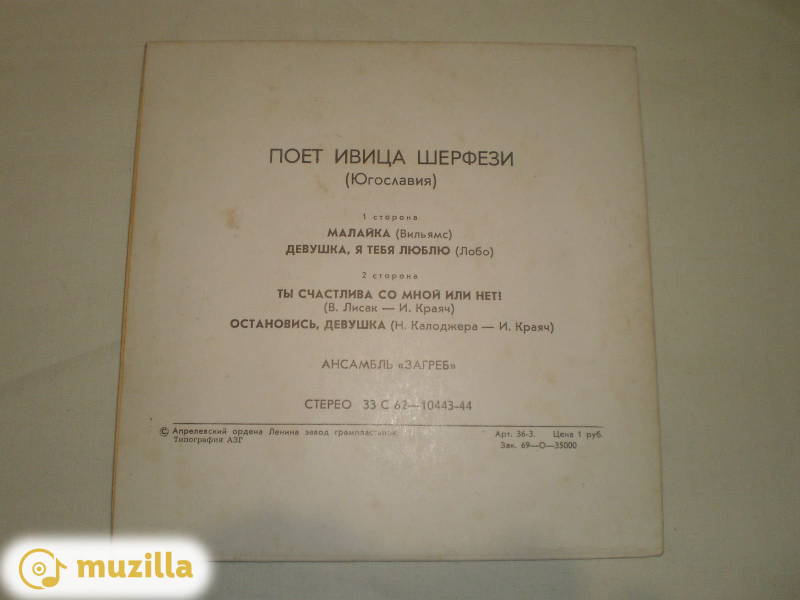 ПОЕТ ИВИЦА ШЕРФЕЗИ
(Югославия)
1 сторона
МАЛАЙКА (Вильямс)
ДЕВУШКА, Я ТЕБЯ ЛЮБЛЮ (Лобо)
2 сторона
ТЫ СЧАСТЛИВА СО МНОЙ ИЛИ НЕТ!
(В. Лисак — И. Краяч)
ОСТАНОВИСЬ, ДЕВУШКА (Н. Калоджера — И. Краяч)
АНСАМБЛЬ «ЗАГРЕБ»
СТЕРЕО 33 С 62—10443-44
© Апрелевский ордена Ленина завод грампластинок
Типография АЗГ
Арт. 36-3. Цена 1 руб.
Зак. 69—О—35000
muzilla